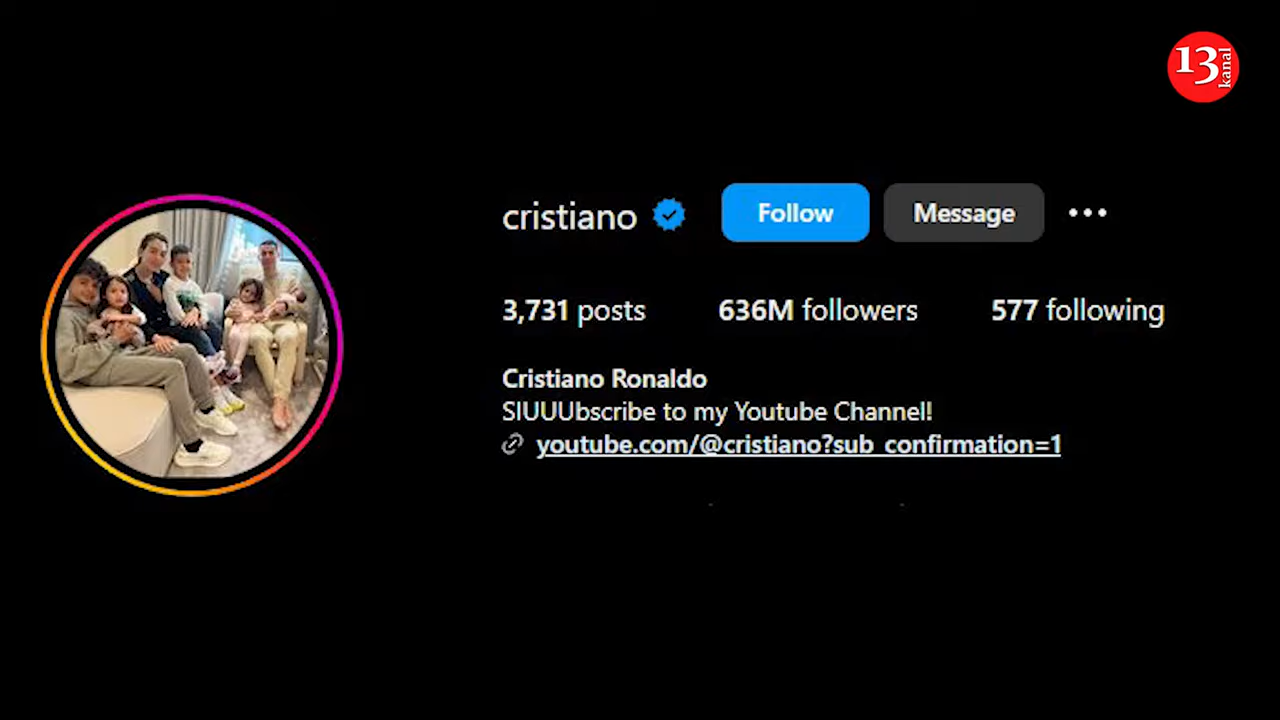 13 kanal
cristiano Follow Message
3,731 posts 636M followers 577 following
Cristiano Ronaldo
SIUUUbscribe to my Youtube Channel!
youtube.com/@cristiano?sub_confirmation=1